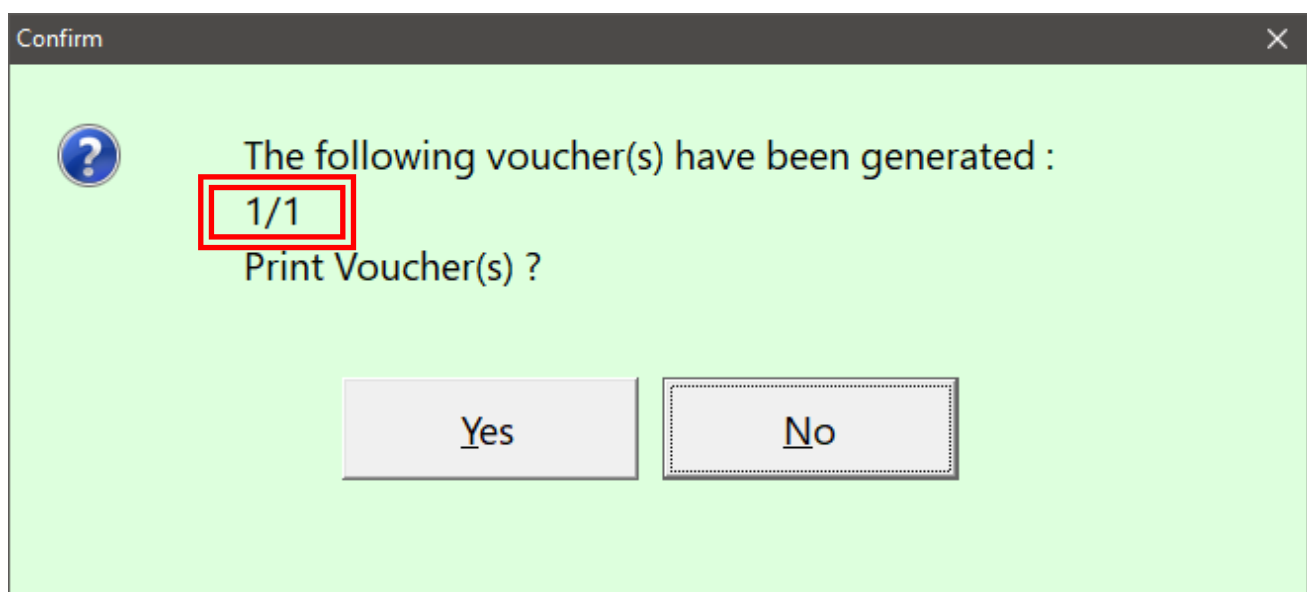 Confirm
The following voucher(s) have been generated :
1/1
Print Voucher(s) ?
Yes
No